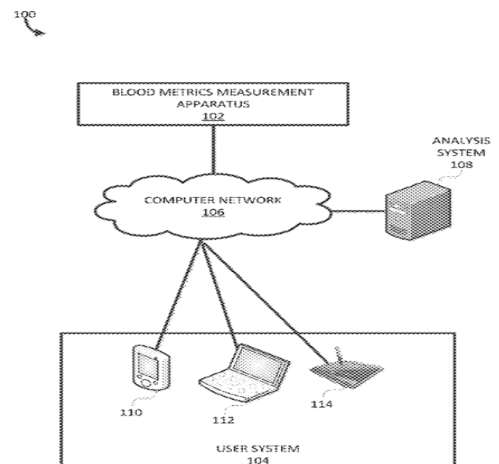 100
BLOOD METRICS MEASUREMENT
APPARATUS
102
ANALYSIS
SYSTEM
108
COMPUTER NETWORK
106
110
112
114
USER SYSTEM
104